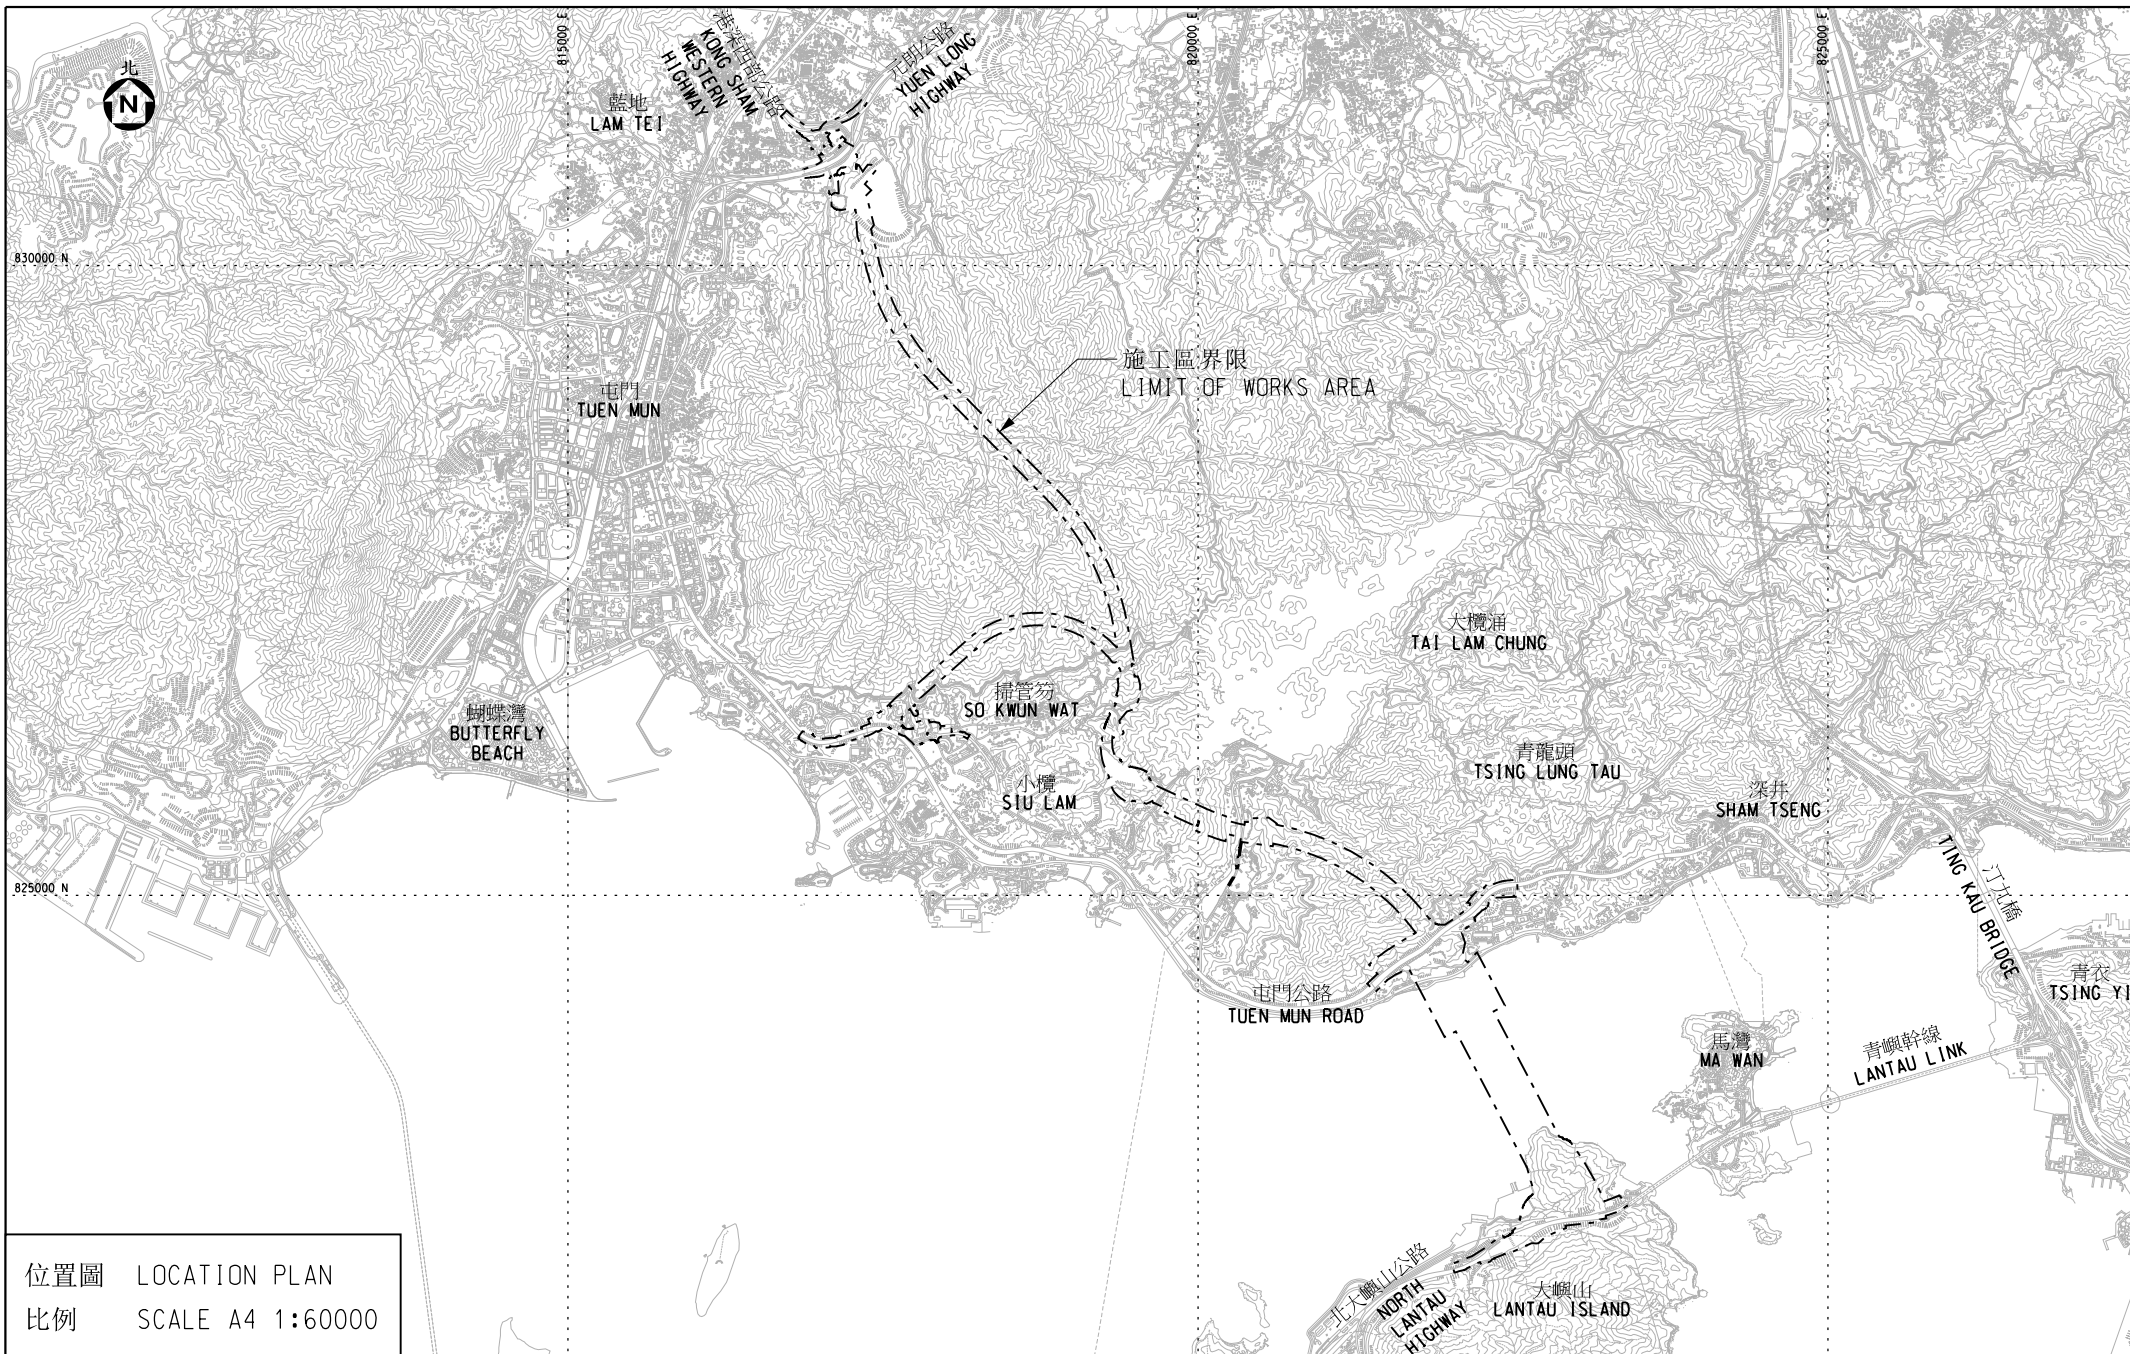 北
N
815000 E
820000 E
825000 E
港深西部公路
KONG SHAM
WESTERN
HIGHWAY
元朗公路
YUEN LONG
HIGHWAY
藍地
LAM TEI
830000 N
施工區界限
LIMIT OF WORKS AREA
屯門
TUEN MUN
大欖涌
TAI LAM CHUNG
掃管笏
SO KWUN WAT
蝴蝶灣
BUTTERFLY
BEACH
青龍頭
TSING LUNG TAU
小欖
SIU LAM
深井
SHAM TSENG
825000 N
汀九橋
TING KAU BRIDGE
青衣
TSING YI
屯門公路
TUEN MUN ROAD
馬灣
MA WAN
青嶼幹線
LANTAU LINK
北大嶼山公路
NORTH
LANTAU
HIGHWAY
大嶼山
LANTAU ISLAND
位置圖 LOCATION PLAN
比例 SCALE A4 1:60000